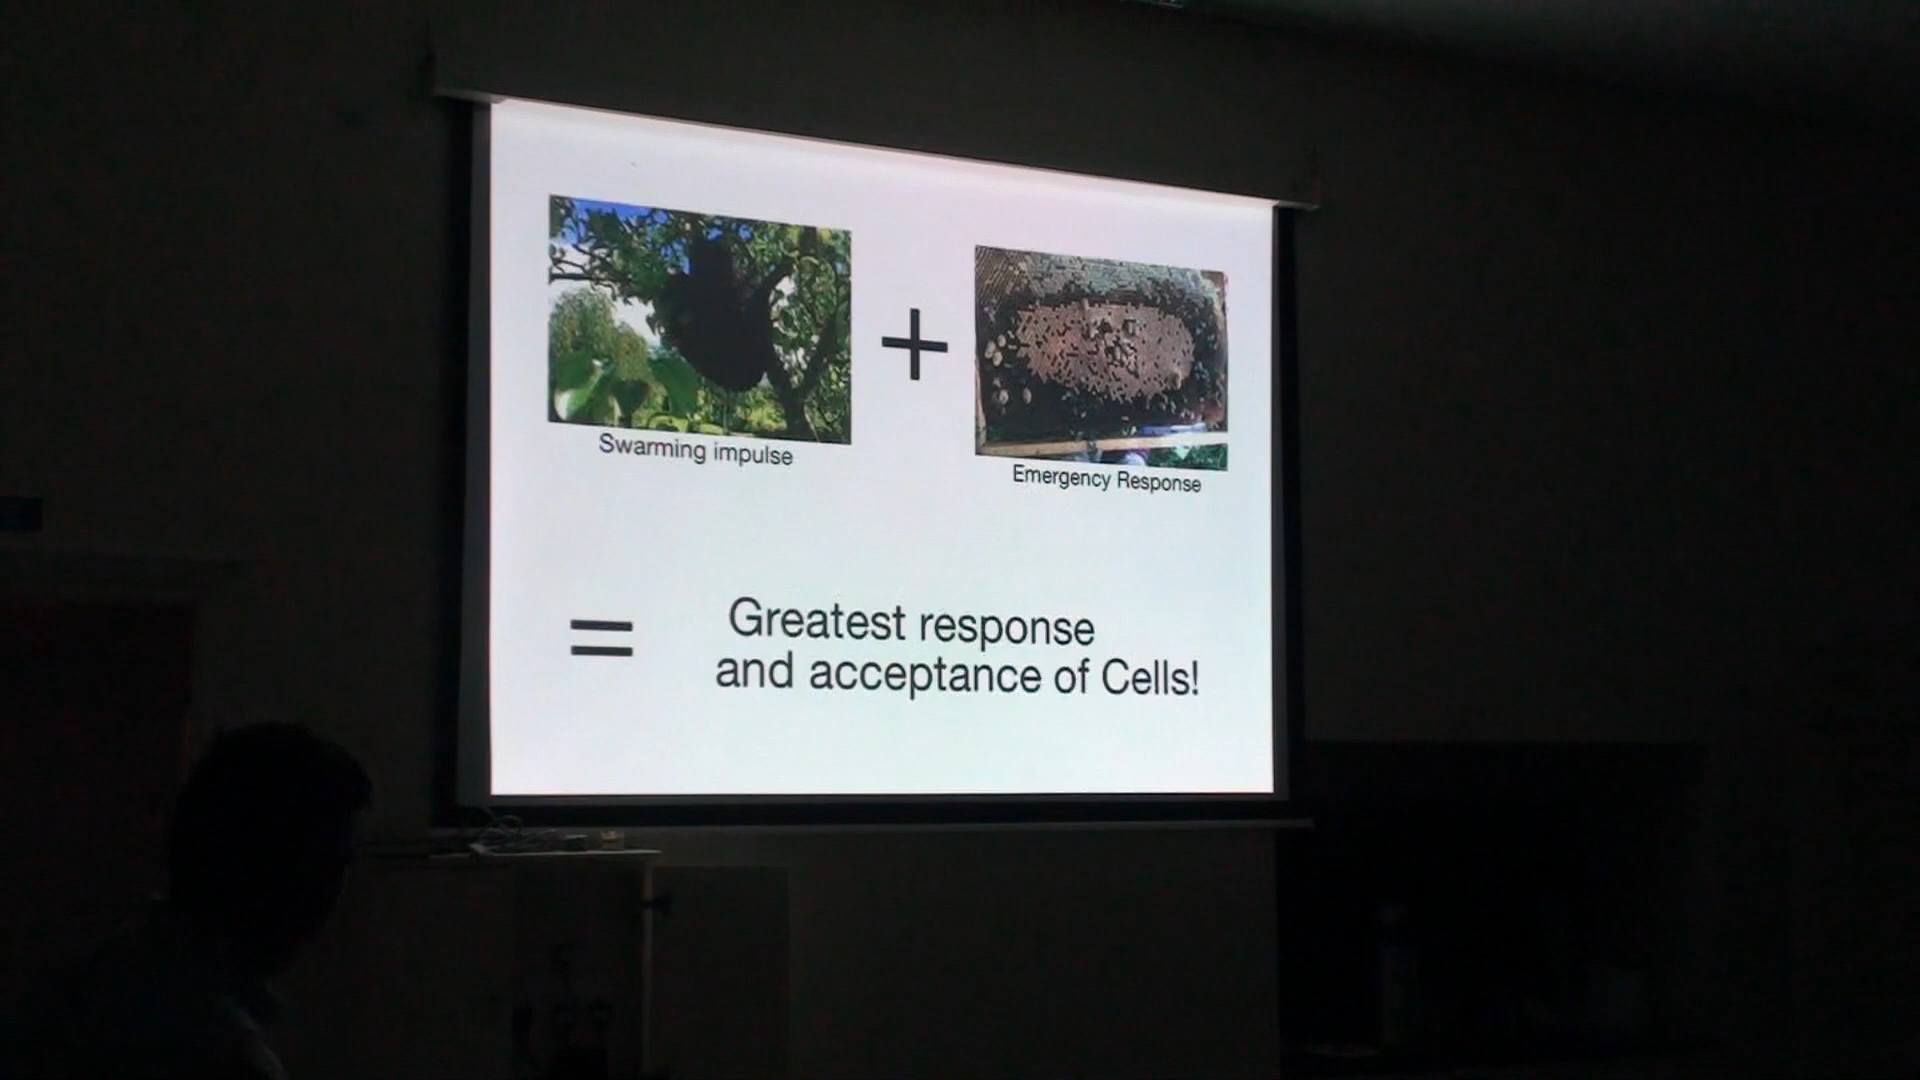 Swarming impulse
+
Emergency Response
=
Greatest response
and acceptance of Cells!